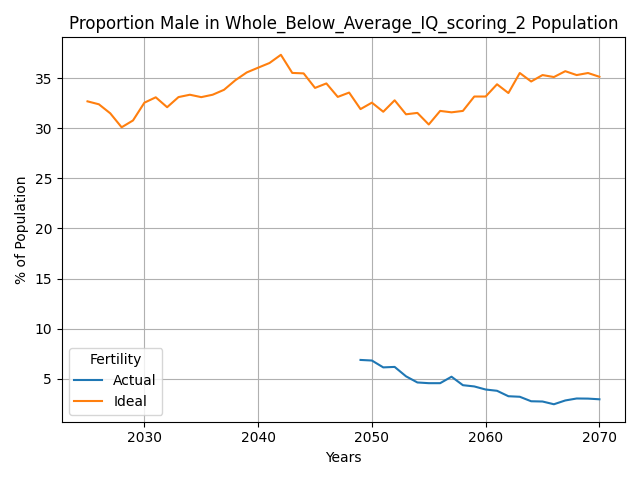 Proportion Male in Whole_Below_Average_IQ_scoring_2 Population
% of Population
35
30
25
20
15
10
5
Fertility
Actual
Ideal
2030 2040 2050 2060 2070
Years